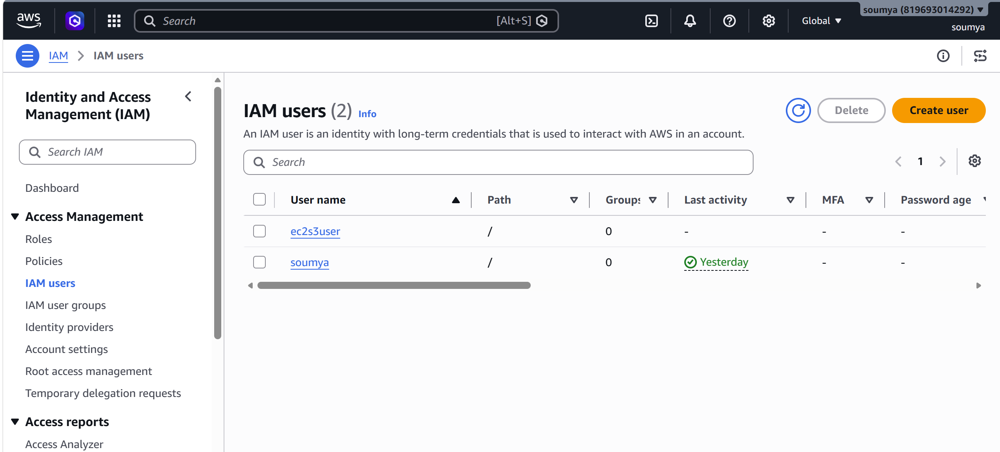 aws
Search [Alt+S]
Global
soumya (819693014292)
soumya
IAM
IAM users
Identity and Access
Management (IAM)
Search IAM
Dashboard
Access Management
Roles
Policies
IAM users
IAM user groups
Identity providers
Account settings
Root access management
Temporary delegation requests
Access reports
Access Analyzer
IAM users (2) Info
Delete
Create user
An IAM user is an identity with long-term credentials that is used to interact with AWS in an account.
Search
1
User name Path Groups Last activity MFA Password age
ec2s3user / 0 - - -
soumya / 0 Yesterday - -